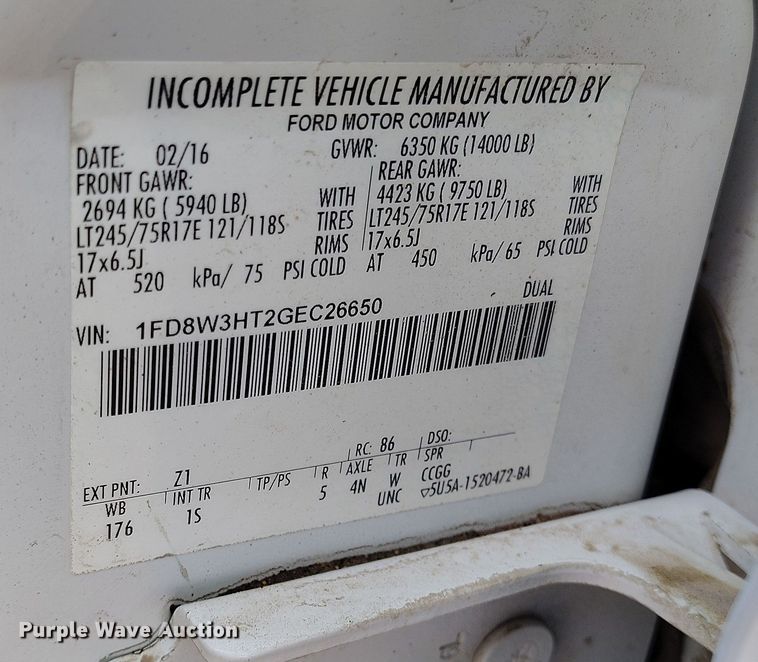 INCOMPLETE VEHICLE MANUFACTURED BY
FORD MOTOR COMPANY
DATE: 02/16 GVWR: 6350 KG (14000 LB)
FRONT GAWR: REAR GAWR:
2694 KG ( 5940 LB) WITH 4423 KG ( 9750 LB) WITH
LT245/75R17E 121/118S TIRES LT245/75R17E 121/118S TIRES
17x6.5J RIMS 17x6.5J RIMS
AT 520 kPa/ 75 PSI COLD AT 450 kPa/ 65 PSI COLD
VIN: 1FD8W3HT2GEC26650 DUAL
EXT PNT: Z1 RC: 86 DSO:
WB INT TR TP/PS R AXLE TR SPR
176 1S 5 4N W CCGG
UNC ▽5U5A-1520472-BA
Purple Wave Auction